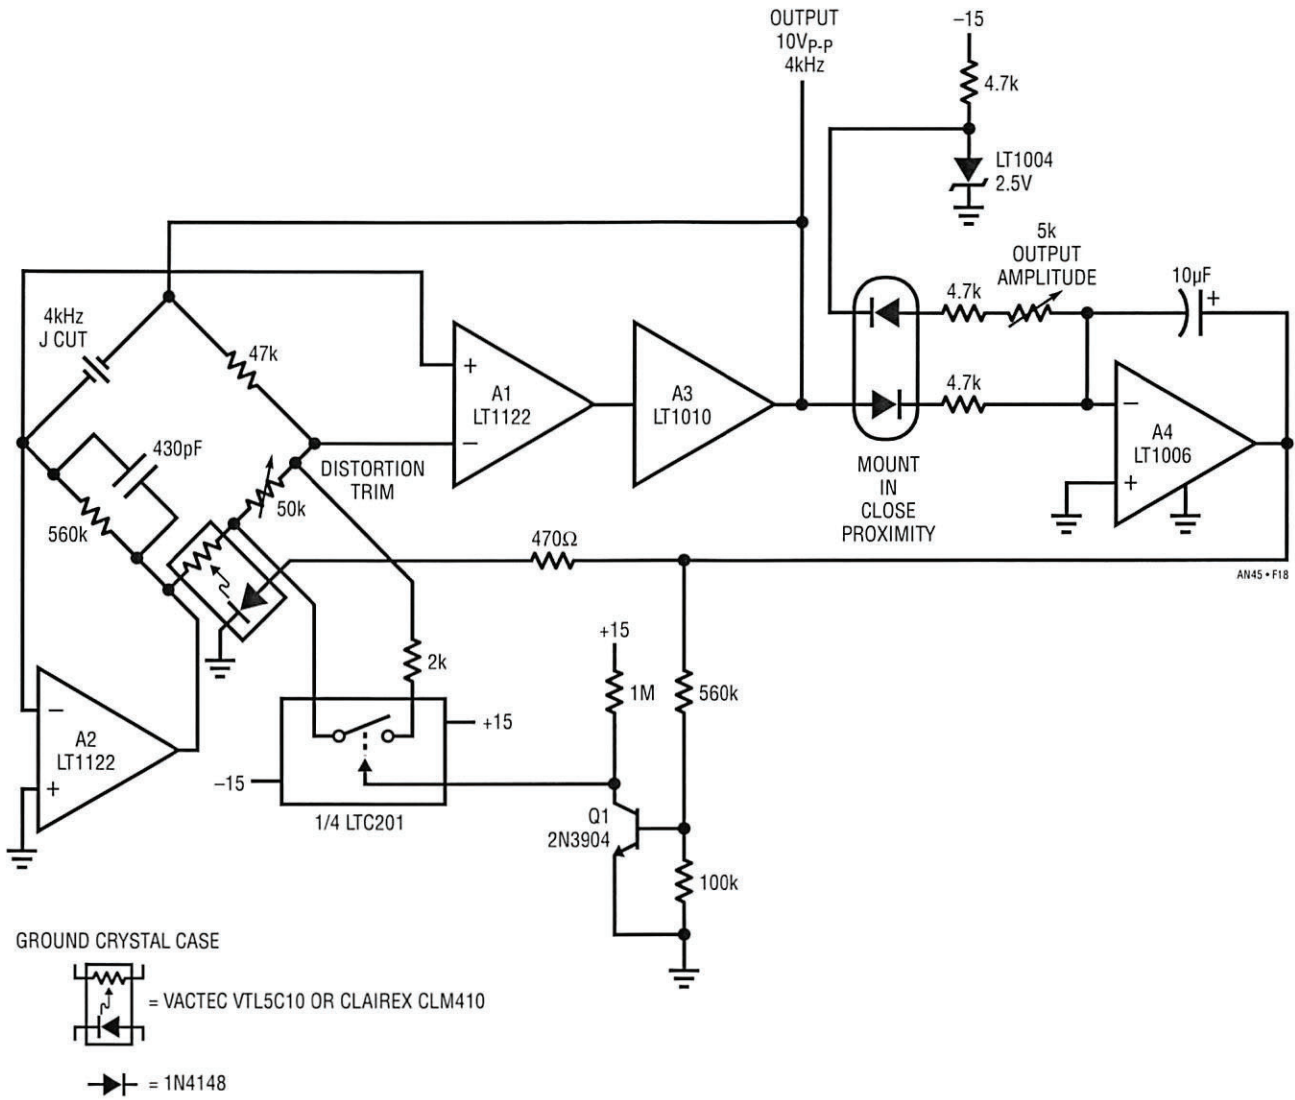 OUTPUT
10VP-P
4kHz
–15
4.7k
LT1004
2.5V
5k
OUTPUT
AMPLITUDE
10µF
+
4kHz
J CUT
47k
+
A1
LT1122
–
A3
LT1010
4.7k
4.7k
–
A4
LT1006
+
430pF
560k
DISTORTION
TRIM
50k
MOUNT
IN
CLOSE
PROXIMITY
470Ω
AN45 • F18
+15
2k
1M
560k
–
A2
LT1122
+
+15
–15
1/4 LTC201
Q1
2N3904
100k
GROUND CRYSTAL CASE
= VACTEC VTL5C10 OR CLAIREX CLM410
= 1N4148